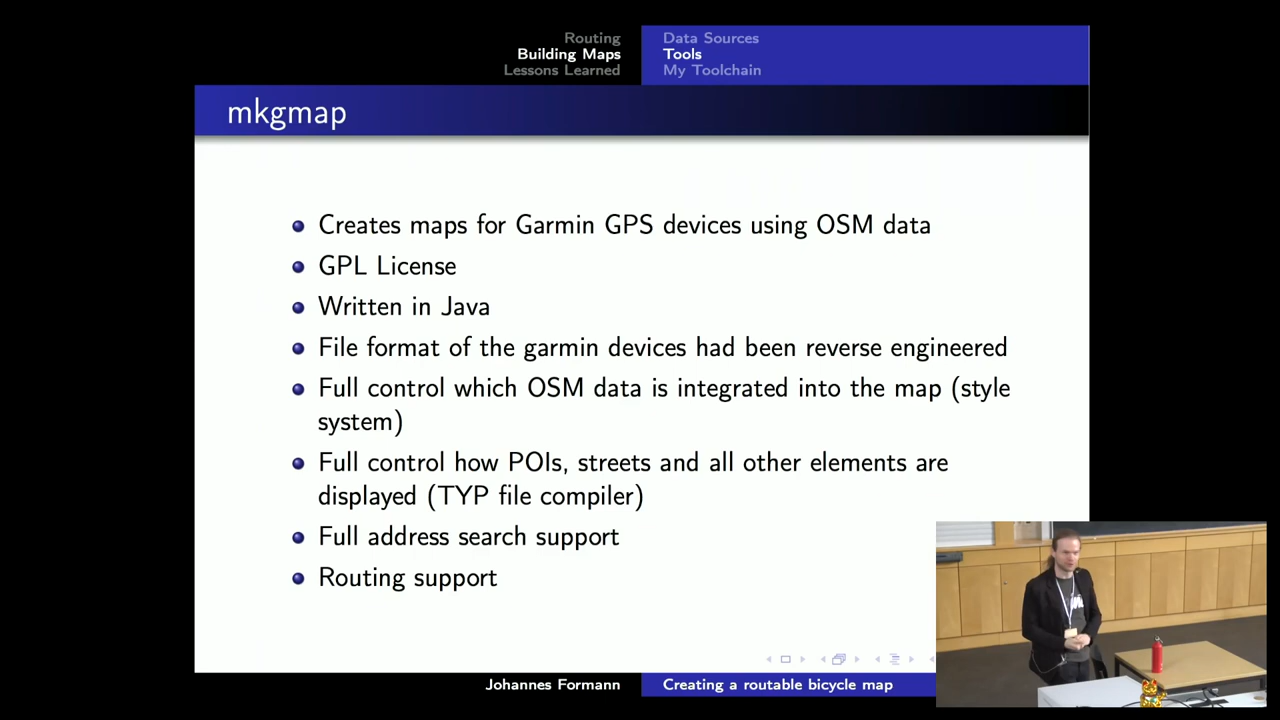 Routing
Building Maps
Lessons Learned
Data Sources
Tools
My Toolchain
mkgmap
Creates maps for Garmin GPS devices using OSM data
GPL License
Written in Java
File format of the garmin devices had been reverse engineered
Full control which OSM data is integrated into the map (style
system)
Full control how POIs, streets and all other elements are
displayed (TYP file compiler)
Full address search support
Routing support
Johannes Formann
Creating a routable bicycle map